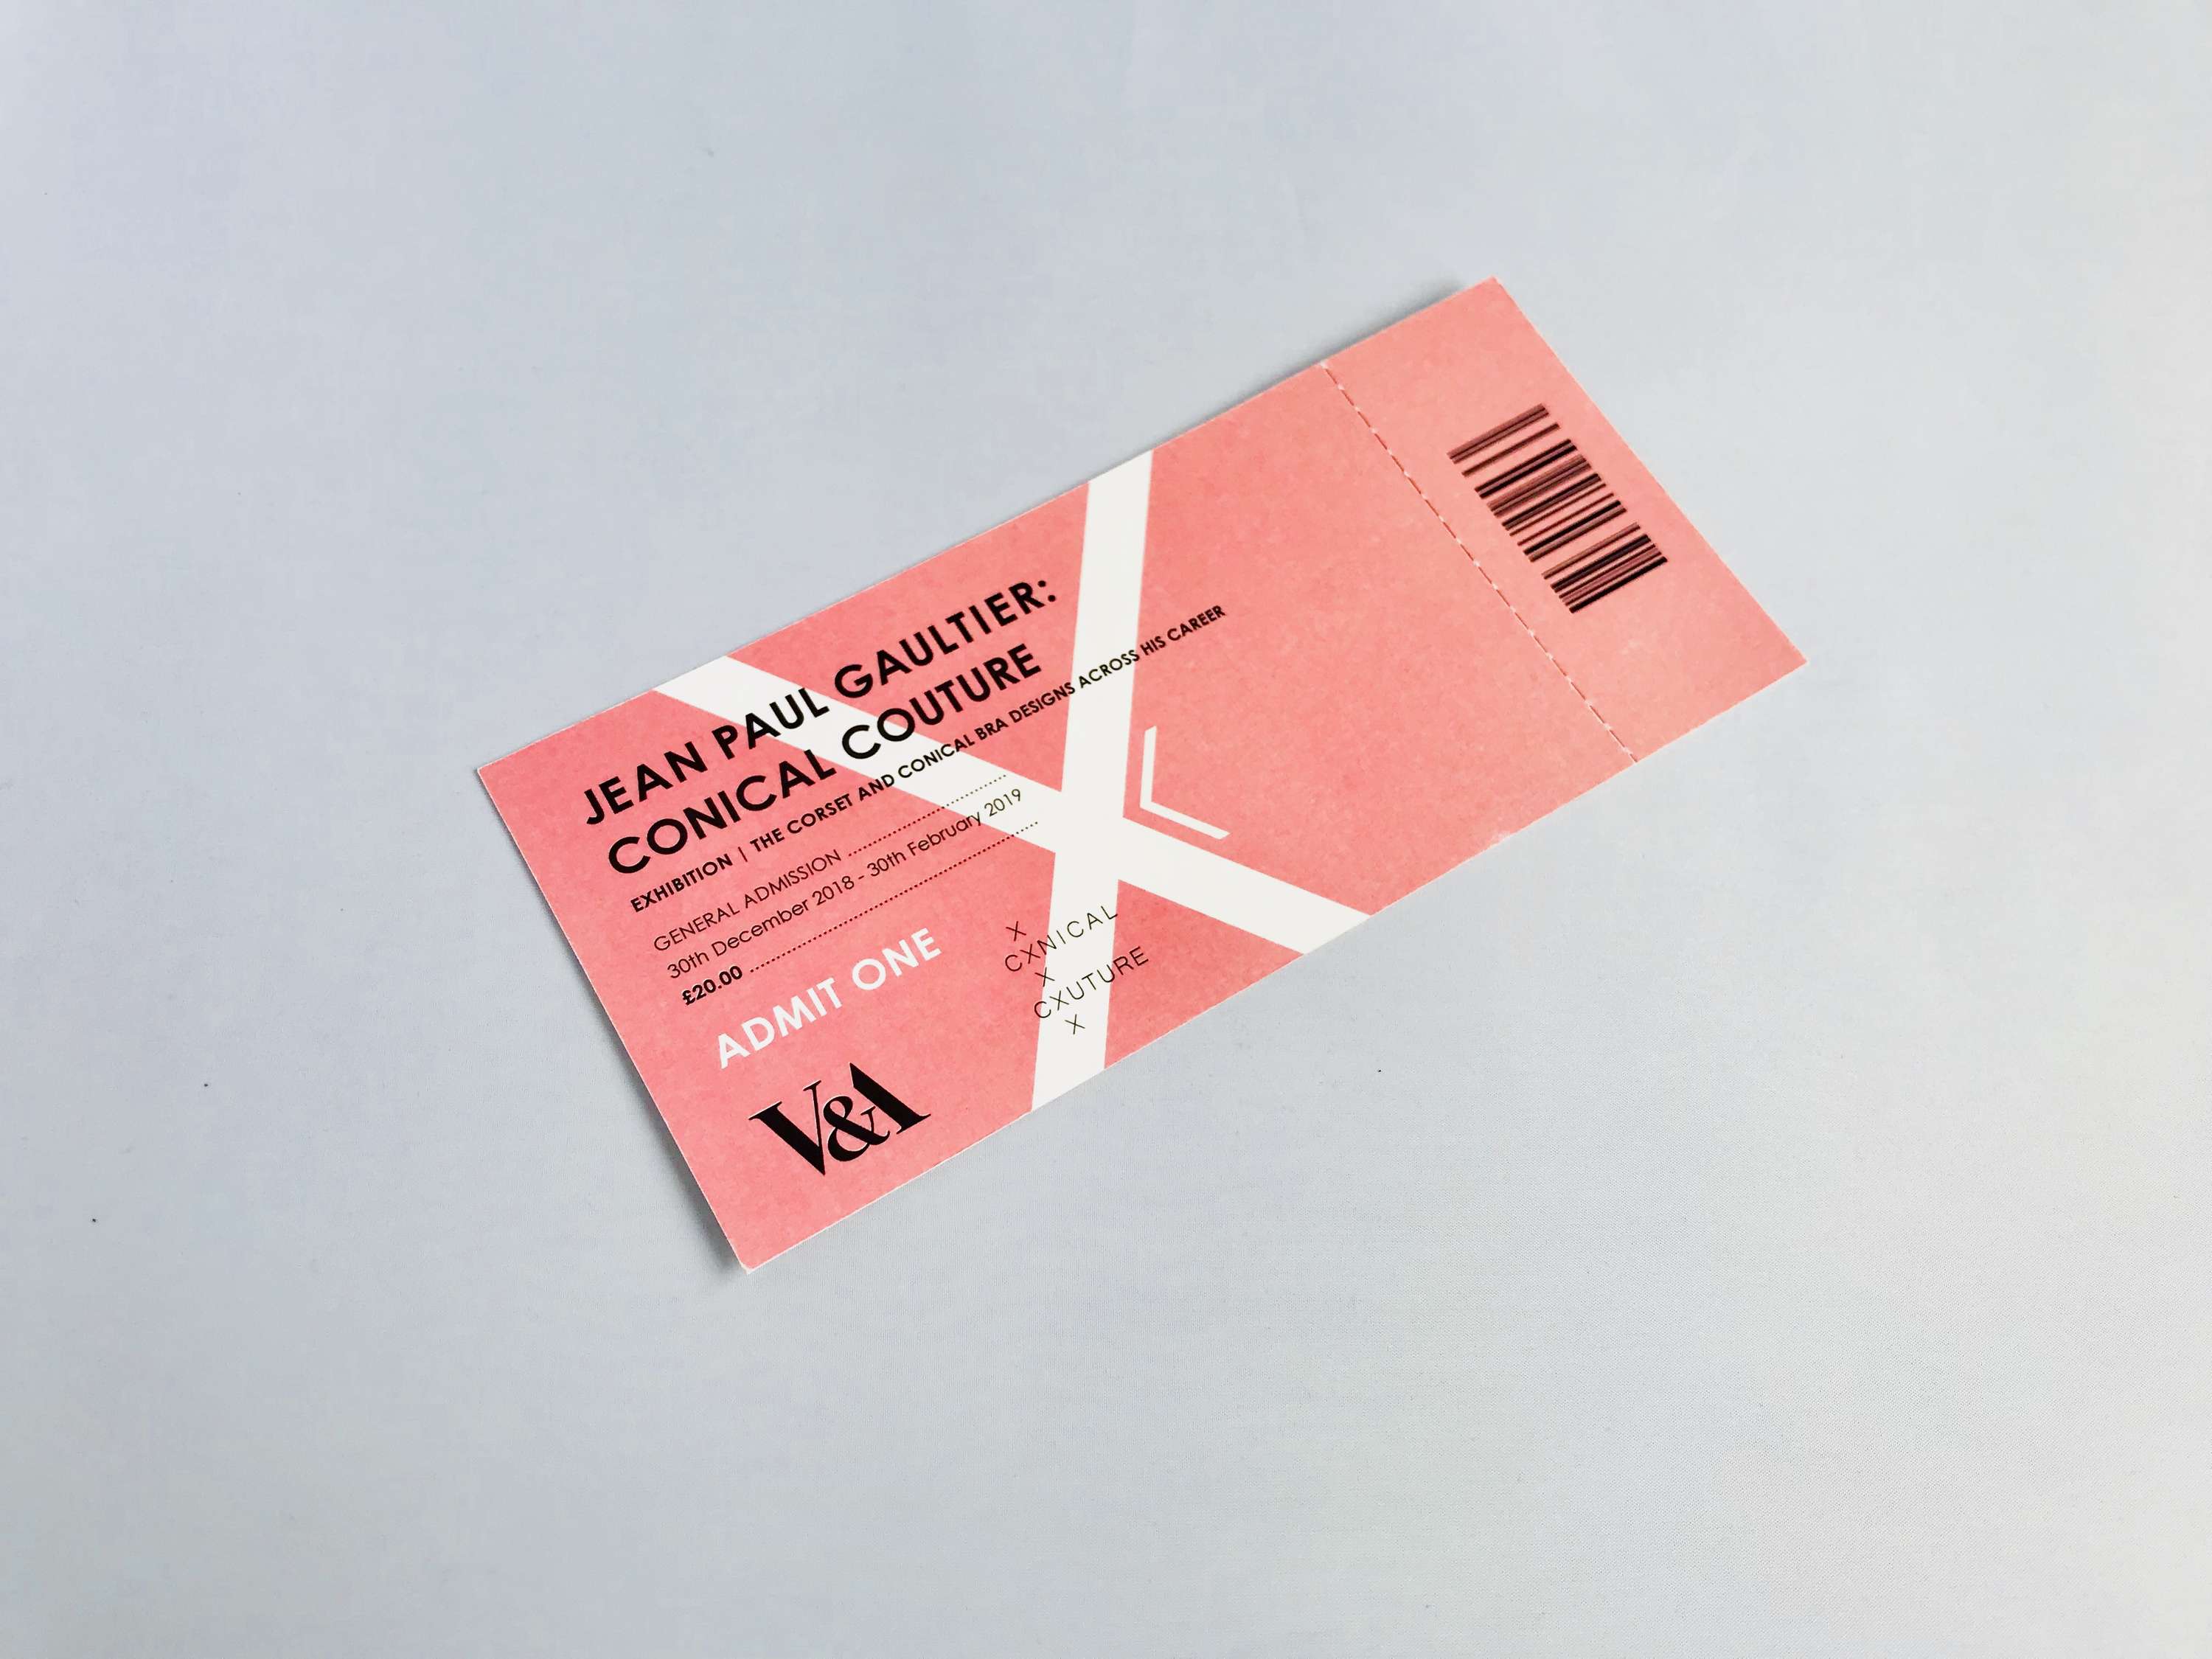 JEAN PAUL GAULTIER:
CONICAL COUTURE
EXHIBITION | THE CORSET AND CONICAL BRA DESIGNS ACROSS HIS CAREER
GENERAL ADMISSION ..............................
30th December 2018 - 30th February 2019
£20.00 ..................................................
ADMIT ONE
X
CXNICAL
X
CXUTURE
X
V&A